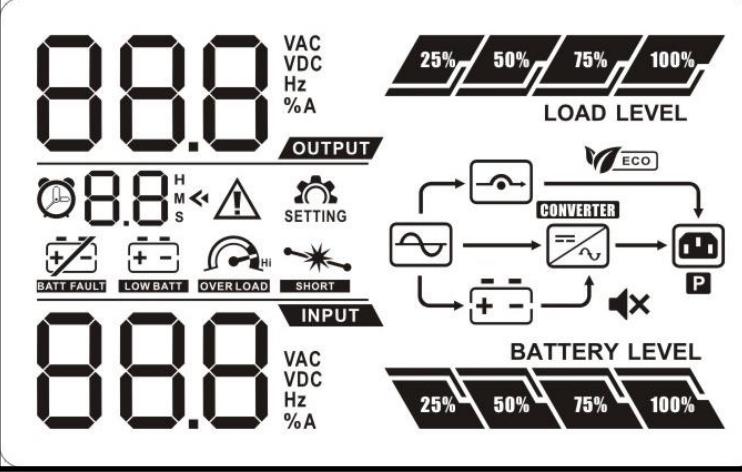 88.8
VAC
VDC
Hz
%A
OUTPUT
8.8
H
M
S
SETTING
BATT FAULT
LOW BATT
Hi
OVER LOAD
SHORT
INPUT
88.8
VAC
VDC
Hz
%A
25% 50% 75% 100%
LOAD LEVEL
ECO
CONVERTER
P
BATTERY LEVEL
25% 50% 75% 100%